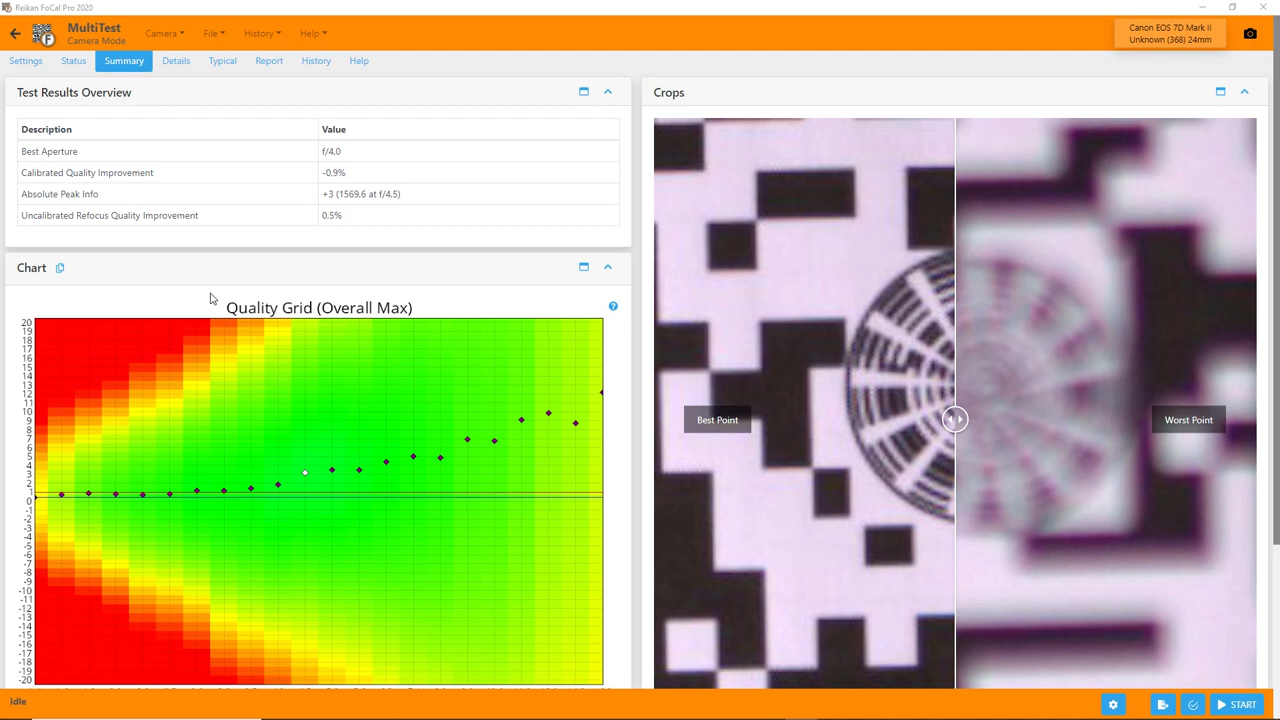 Reikan FoCal Pro 2020
MultiTest
Camera Mode
Camera
File
History
Help
Canon EOS 7D Mark II
Unknown (368) 24mm
Settings
Status
Summary
Details
Typical
Report
History
Help
Test Results Overview
Description Value
Best Aperture f/4.0
Calibrated Quality Improvement -0.9%
Absolute Peak Info +3 (1569.6 at f/4.5)
Uncalibrated Refocus Quality Improvement 0.5%
Chart
Quality Grid (Overall Max)
20
19
18
17
16
15
14
13
12
11
10
9
8
7
6
5
4
3
2
1
0
-1
-2
-3
-4
-5
-6
-7
-8
-9
-10
-11
-12
-13
-14
-15
-16
-17
-18
-19
-20
Crops
Best Point
Worst Point
Idle
START